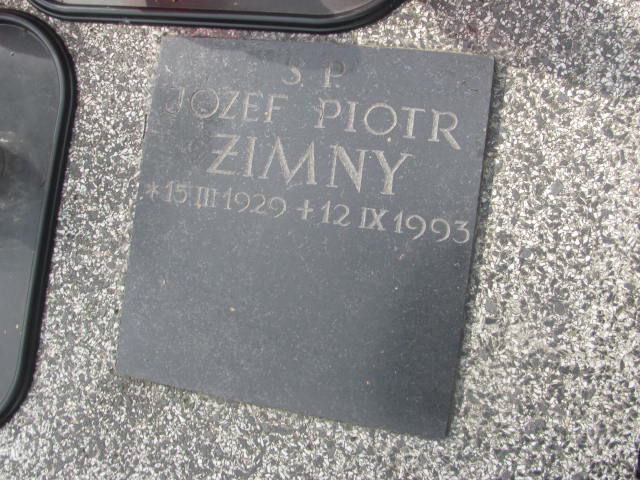 Ś. P.
JÓZEF PIOTR
ZIMNY
* 15 III 1929 + 12 IX 1993